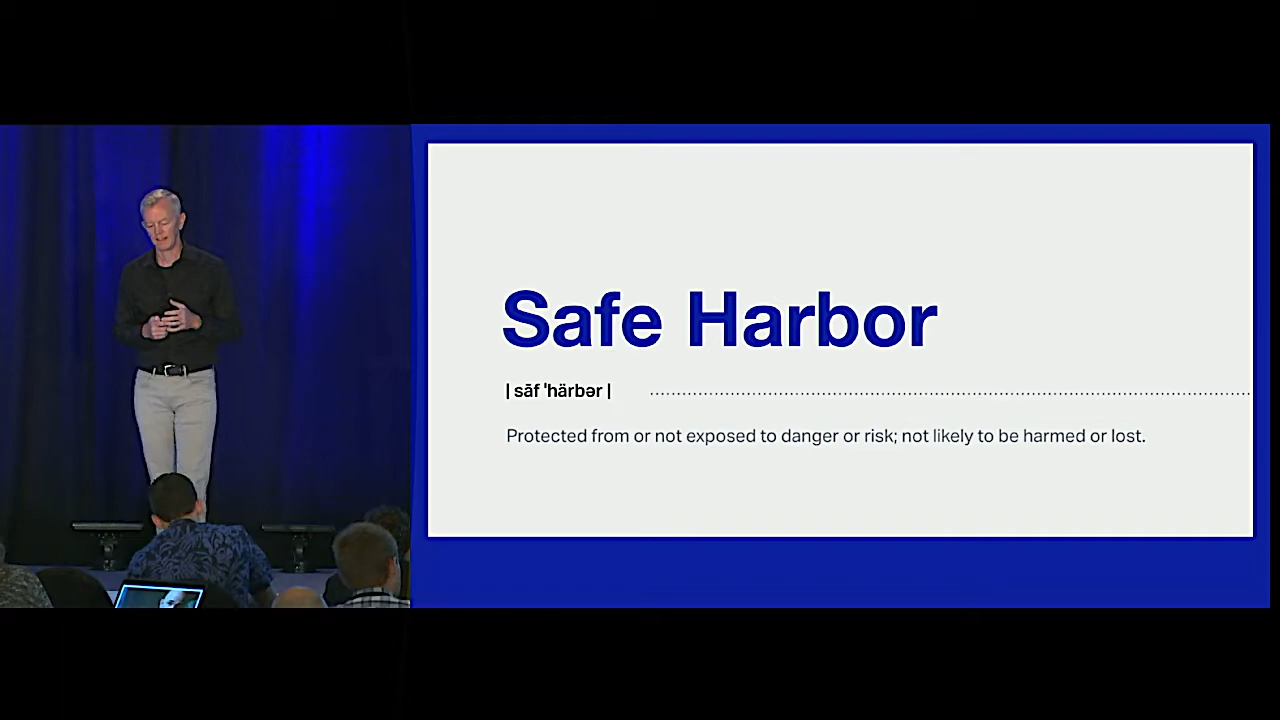 Safe Harbor
| sāf ˈhärbər |
Protected from or not exposed to danger or risk; not likely to be harmed or lost.